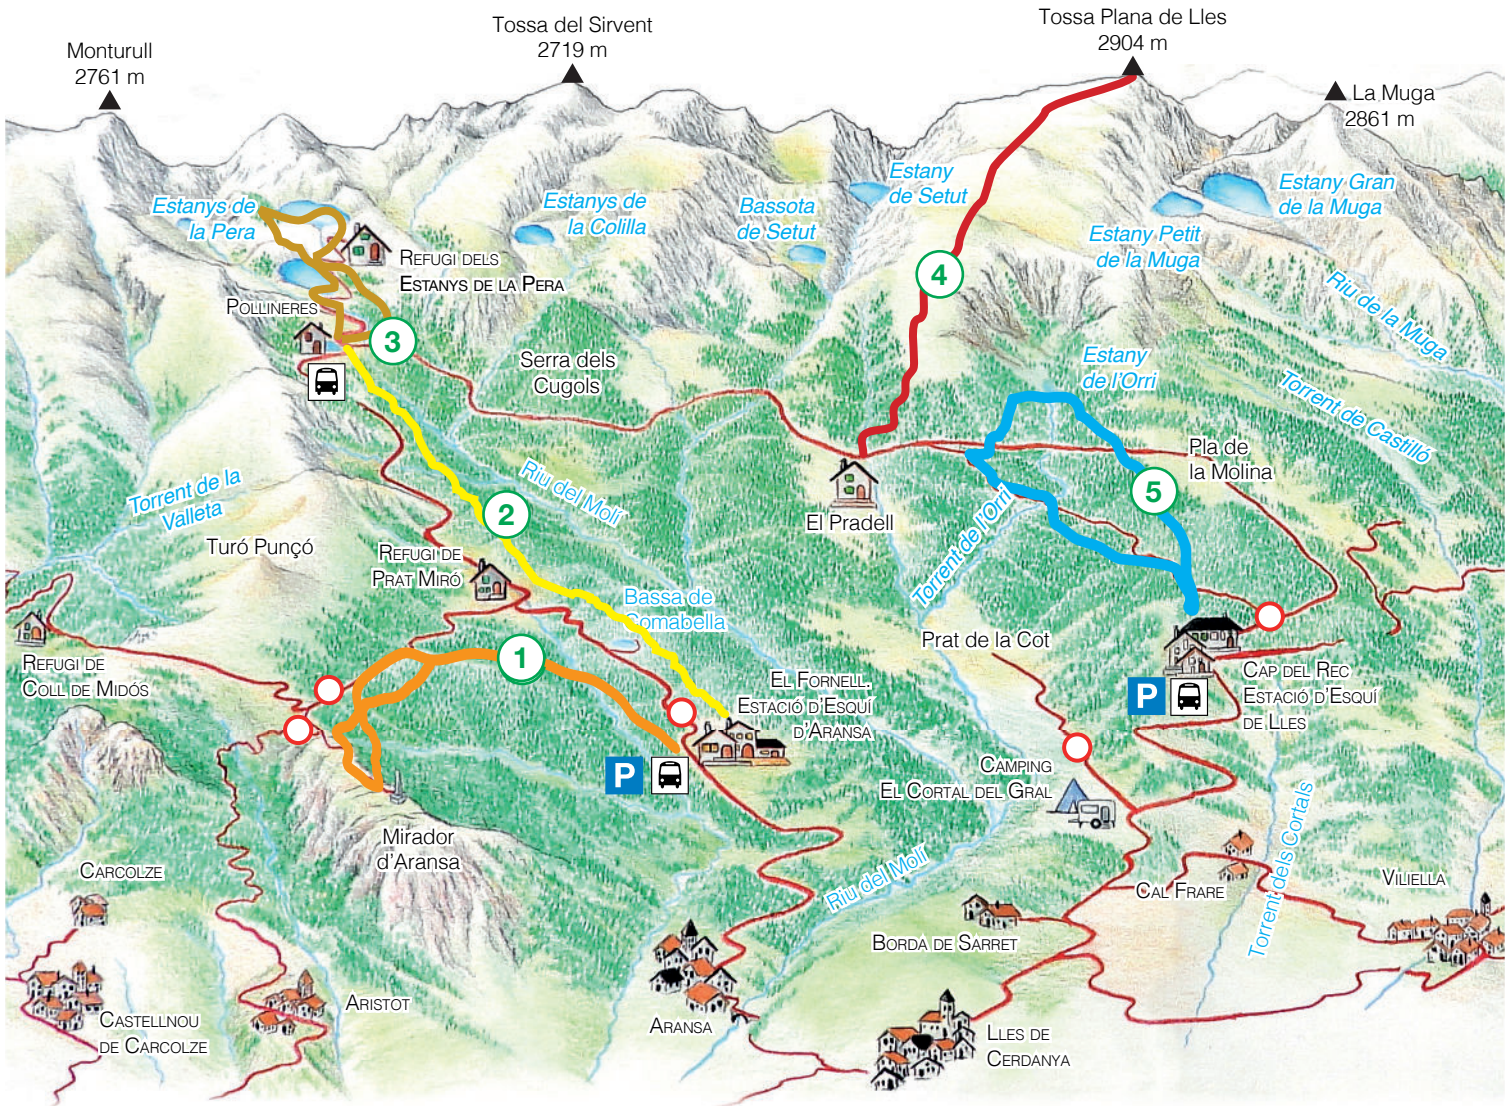 Monturull
2761 m
Tossa del Sirvent
2719 m
Tossa Plana de Lles
2904 m
La Muga
2861 m
Estanys de
la Pera
Estanys de
la Colilla
Bassota
de Setut
Estany
de Setut
Estany Gran
de la Muga
Estany Petit
de la Muga
Riu de la Muga
REFUGI DELS
ESTANYS DE LA PERA
POLLINERES
3
4
Serra dels
Cugols
Estany
de l'Orri
Torrent de Castilló
Pla de
la Molina
5
Torrent de la
Valleta
Riu del Molí
2
El Pradell
Torrent de l'Orri
Turó Punçó
REFUGI DE
PRAT MIRÓ
Bassa de
Comabella
Prat de la Cot
1
REFUGI DE
COLL DE MIDÓS
EL FORNELL.
ESTACIÓ D'ESQUÍ
D'ARANSA
CAP DEL REC
ESTACIÓ D'ESQUÍ
DE LLES
P
P
CAMPING
EL CORTAL DEL GRAL
Mirador
d'Aransa
Riu del Molí
Torrent dels Cortals
CARCOLZE
CAL FRARE
VILIELLA
BORDA DE SARRET
ARISTOT
CASTELLNOU
DE CARCOLZE
ARANSA
LLES DE
CERDANYA